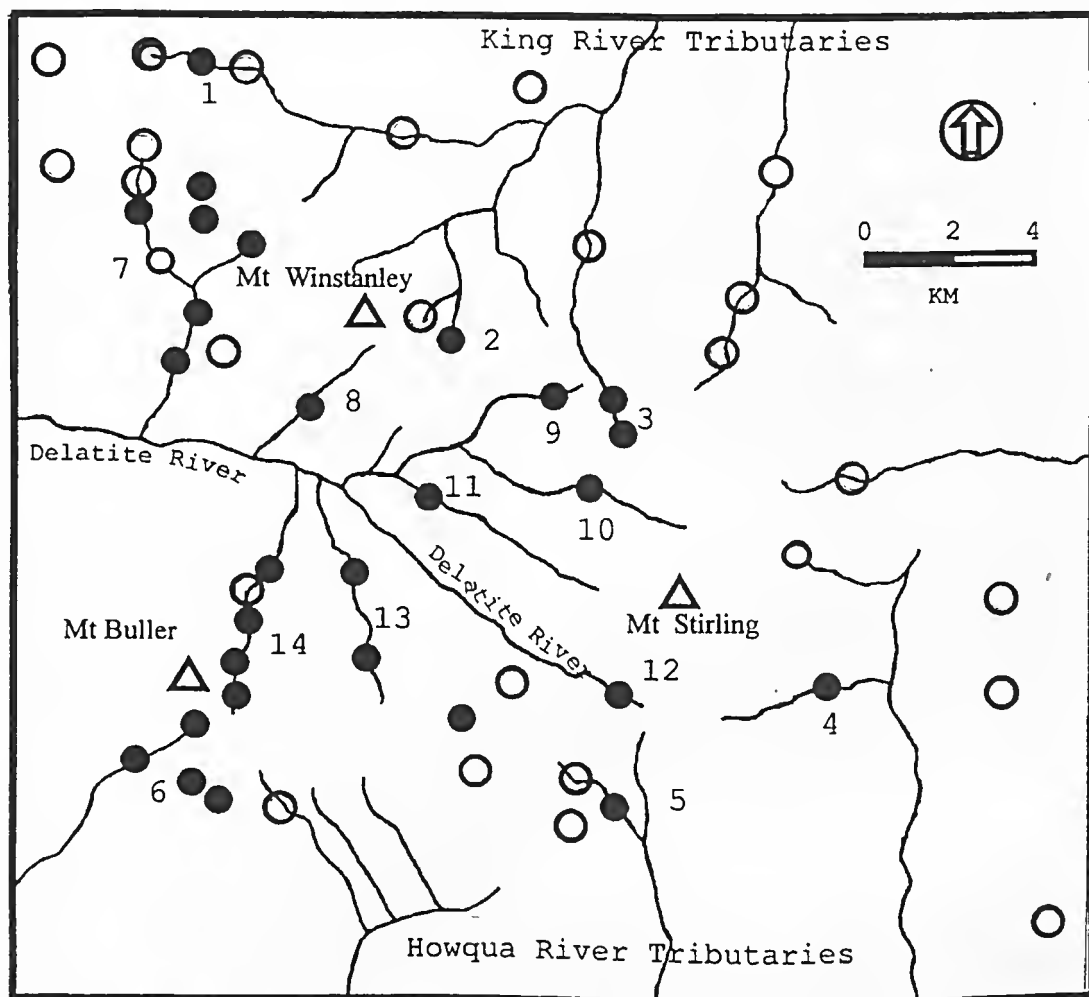 King River Tributaries
1
0 2 4
KM
7
Mt Winstanley
2
8
9
3
Delatite River
11
10
Delatite River
Mt Stirling
Mt Buller
13
14
12
4
6
5
Howqua River Tributaries